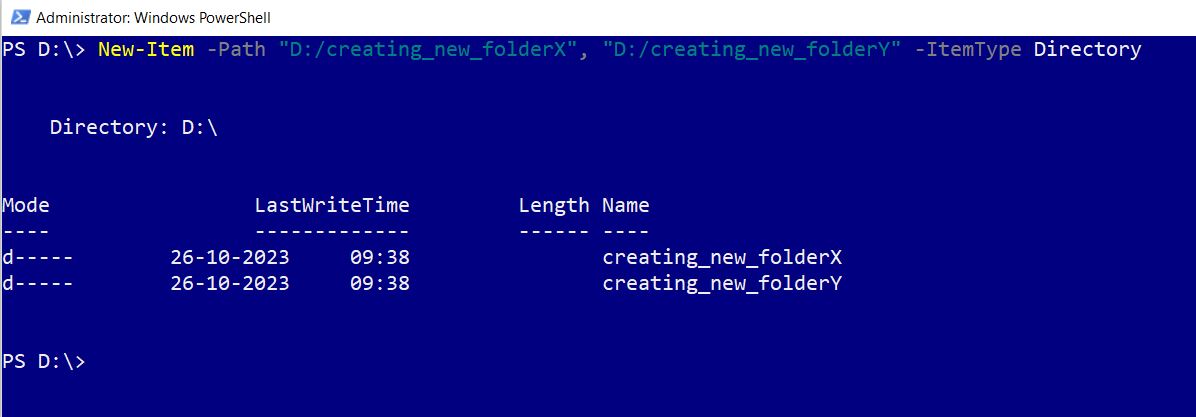 Administrator: Windows PowerShell
PS D:\> New-Item -Path "D:/creating_new_folderX", "D:/creating_new_folderY" -ItemType Directory
Directory: D:\
Mode LastWriteTime Length Name
---- ------------- ------ ----
d----- 26-10-2023 09:38 creating_new_folderX
d----- 26-10-2023 09:38 creating_new_folderY
PS D:\>